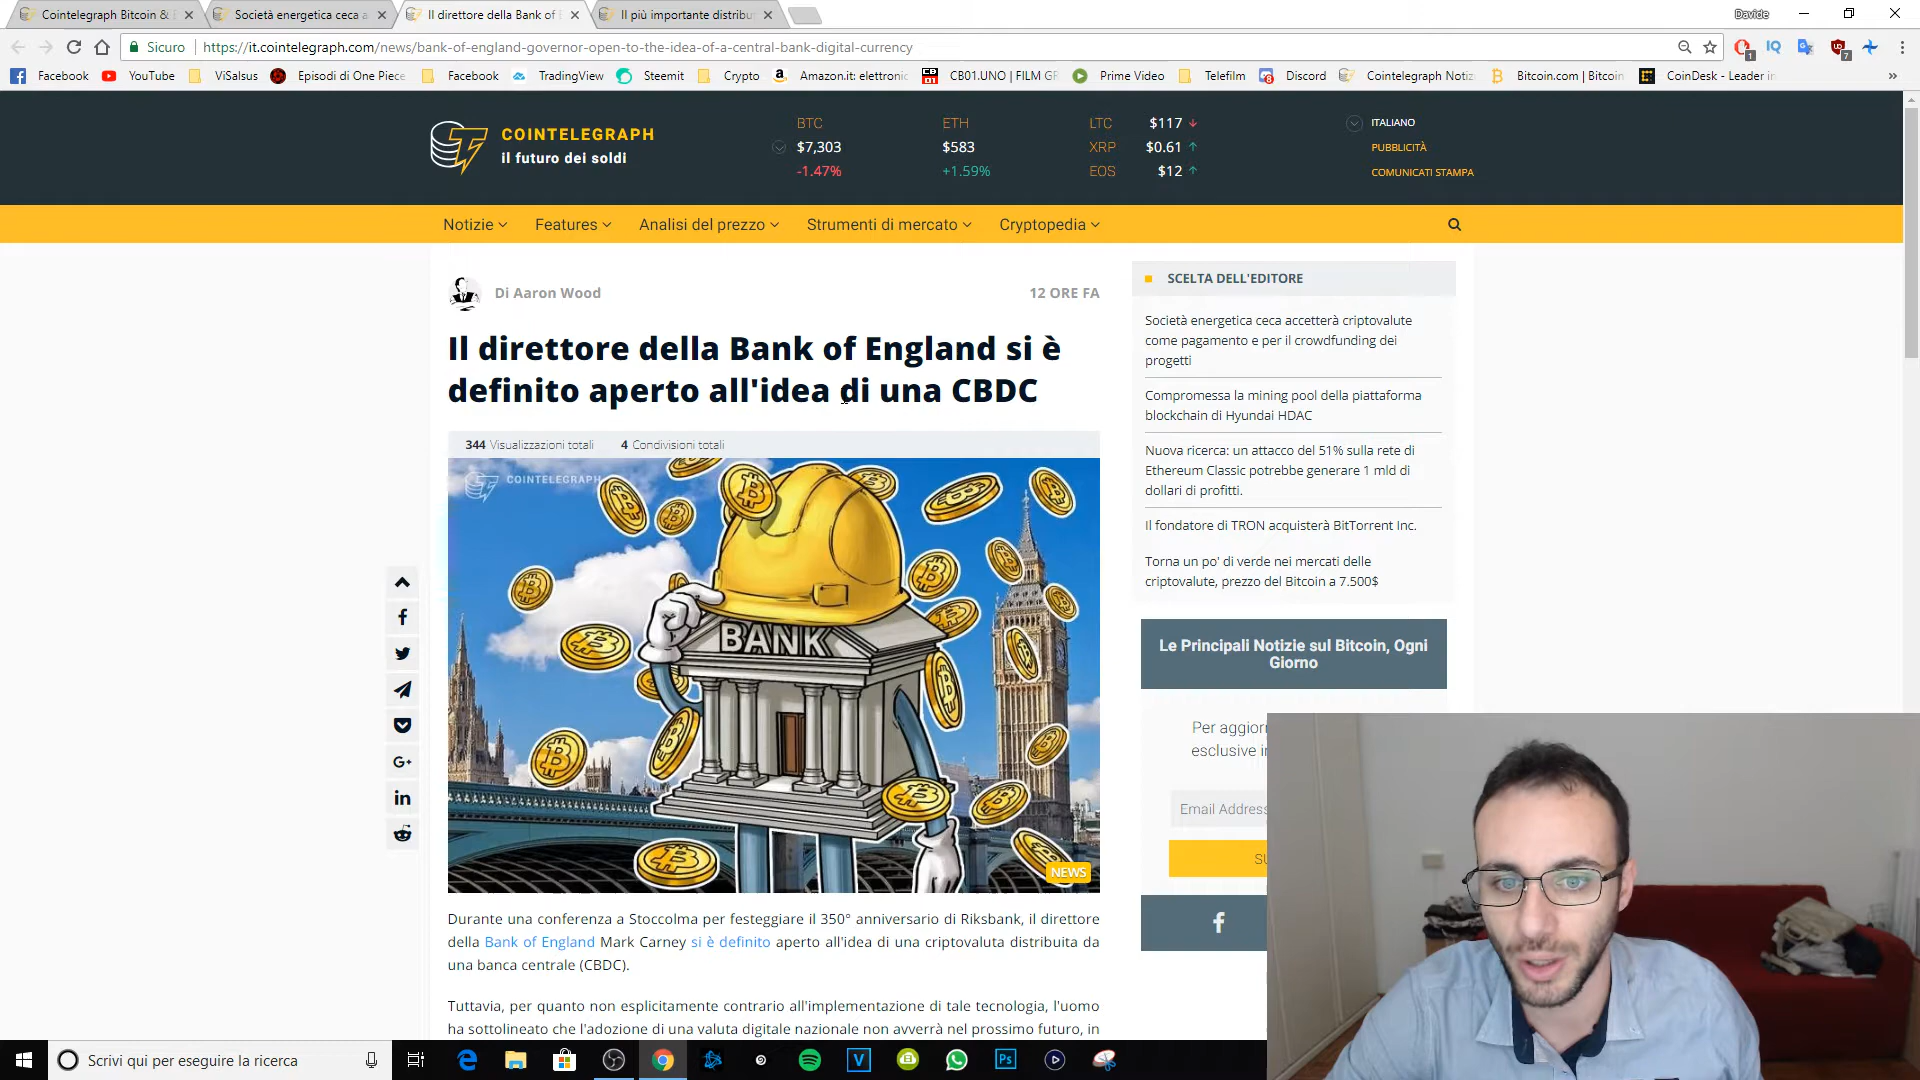 Cointelegraph Bitcoin & E
Società energetica ceca a
Il direttore della Bank of E
Il più importante distribut
Davide
Sicuro
https://it.cointelegraph.com/news/bank-of-england-governor-open-to-the-idea-of-a-central-bank-digital-currency
Facebook YouTube ViSalsus Episodi di One Piece Facebook TradingView Steemit Crypto Amazon.it: elettronic CB01.UNO | FILM GR Prime Video Telefilm Discord Cointelegraph Notiz Bitcoin.com | Bitcoin CoinDesk - Leader in
COINTELEGRAPH
il futuro dei soldi
BTC
$7,303
-1.47%
ETH
$583
+1.59%
LTC $117
XRP $0.61
EOS $12
ITALIANO
PUBBLICITÀ
COMUNICATI STAMPA
Notizie Features Analisi del prezzo Strumenti di mercato Cryptopedia
Di Aaron Wood
12 ORE FA
Il direttore della Bank of England si è
definito aperto all'idea di una CBDC
344 Visualizzazioni totali 4 Condivisioni totali
COINTELEGRAPH
BANK
NEWS
Durante una conferenza a Stoccolma per festeggiare il 350° anniversario di Riksbank, il direttore
della Bank of England Mark Carney si è definito aperto all'idea di una criptovaluta distribuita da
una banca centrale (CBDC).
Tuttavia, per quanto non esplicitamente contrario all'implementazione di tale tecnologia, l'uomo
ha sottolineato che l'adozione di una valuta digitale nazionale non avverrà nel prossimo futuro, in
SCELTA DELL'EDITORE
Società energetica ceca accetterà criptovalute
come pagamento e per il crowdfunding dei
progetti
Compromessa la mining pool della piattaforma
blockchain di Hyundai HDAC
Nuova ricerca: un attacco del 51% sulla rete di
Ethereum Classic potrebbe generare 1 mld di
dollari di profitti.
Il fondatore di TRON acquisterà BitTorrent Inc.
Torna un po' di verde nei mercati delle
criptovalute, prezzo del Bitcoin a 7.500$
Le Principali Notizie sul Bitcoin, Ogni
Giorno
Per aggiorn
esclusive in
Email Address
SU
Scrivi qui per eseguire la ricerca